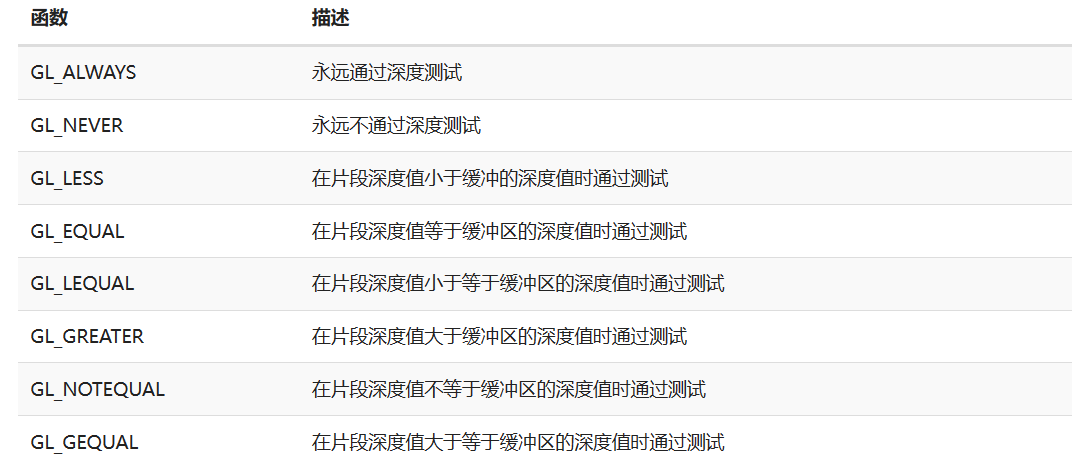 函数 描述
GL_ALWAYS 永远通过深度测试
GL_NEVER 永远不通过深度测试
GL_LESS 在片段深度值小于缓冲的深度值时通过测试
GL_EQUAL 在片段深度值等于缓冲区的深度值时通过测试
GL_LEQUAL 在片段深度值小于等于缓冲区的深度值时通过测试
GL_GREATER 在片段深度值大于缓冲区的深度值时通过测试
GL_NOTEQUAL 在片段深度值不等于缓冲区的深度值时通过测试
GL_GEQUAL 在片段深度值大于等于缓冲区的深度值时通过测试